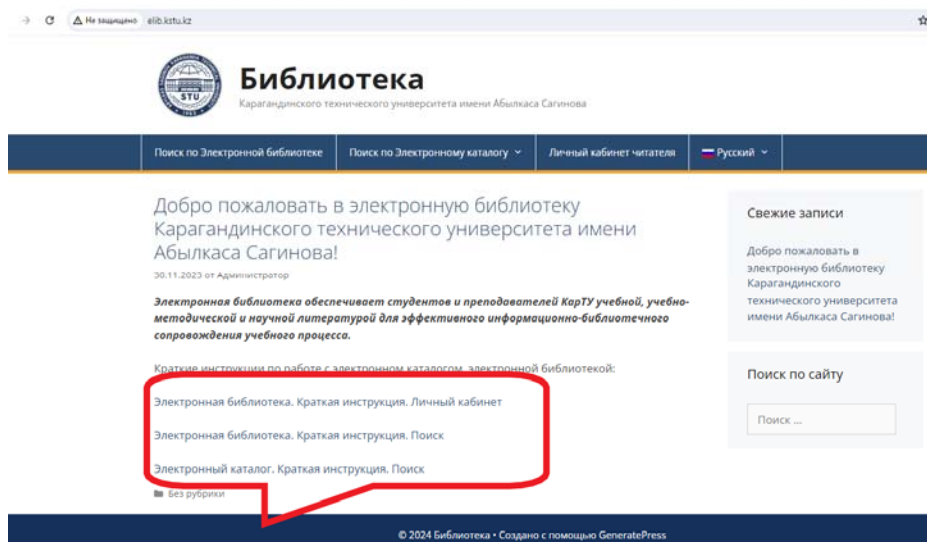 Не защищено elib.kstu.kz
STU
Библиотека
Карагандинского технического университета имени Абылкаса Сагинова
Поиск по Электронной библиотеке Поиск по Электронному каталогу Личный кабинет читателя Русский
Добро пожаловать в электронную библиотеку
Карагандинского технического университета имени
Абылкаса Сагинова!
30.11.2023 от Администратор
Электронная библиотека обеспечивает студентов и преподавателей КарТУ учебной, учебно-
методической и научной литературой для эффективного информационно-библиотечного
сопровождения учебного процесса.
Краткие инструкции по работе с электронном каталогом, электронной библиотекой:
Электронная библиотека. Краткая инструкция. Личный кабинет
Электронная библиотека. Краткая инструкция. Поиск
Электронный каталог. Краткая инструкция. Поиск
Без рубрики
Свежие записи
Добро пожаловать в
электронную библиотеку
Карагандинского
технического университета
имени Абылкаса Сагинова!
Поиск по сайту
Поиск ...
© 2024 Библиотека • Создано с помощью GeneratePress